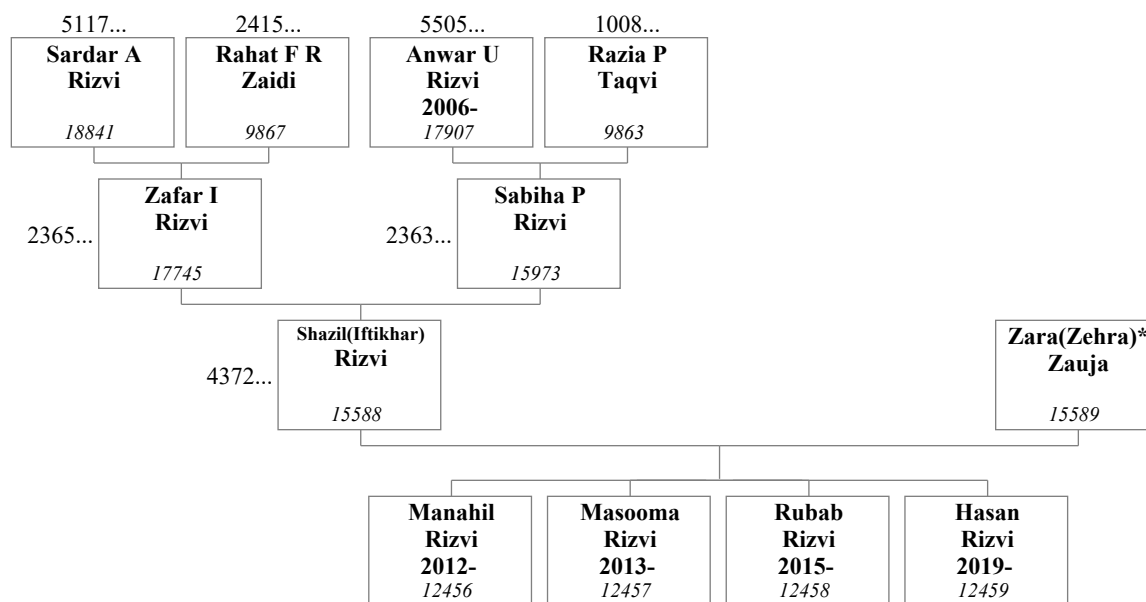 5117...
2415...
5505...
1008...
Sardar A
Rizvi
18841
Rahat F R
Zaidi
9867
Anwar U
Rizvi
2006-
17907
Razia P
Taqvi
9863
2365...
Zafar I
Rizvi
17745
2363...
Sabiha P
Rizvi
15973
4372...
Shazil(Iftikhar)
Rizvi
15588
Zara(Zehra)*
Zauja
15589
Manahil
Rizvi
2012-
12456
Masooma
Rizvi
2013-
12457
Rubab
Rizvi
2015-
12458
Hasan
Rizvi
2019-
12459